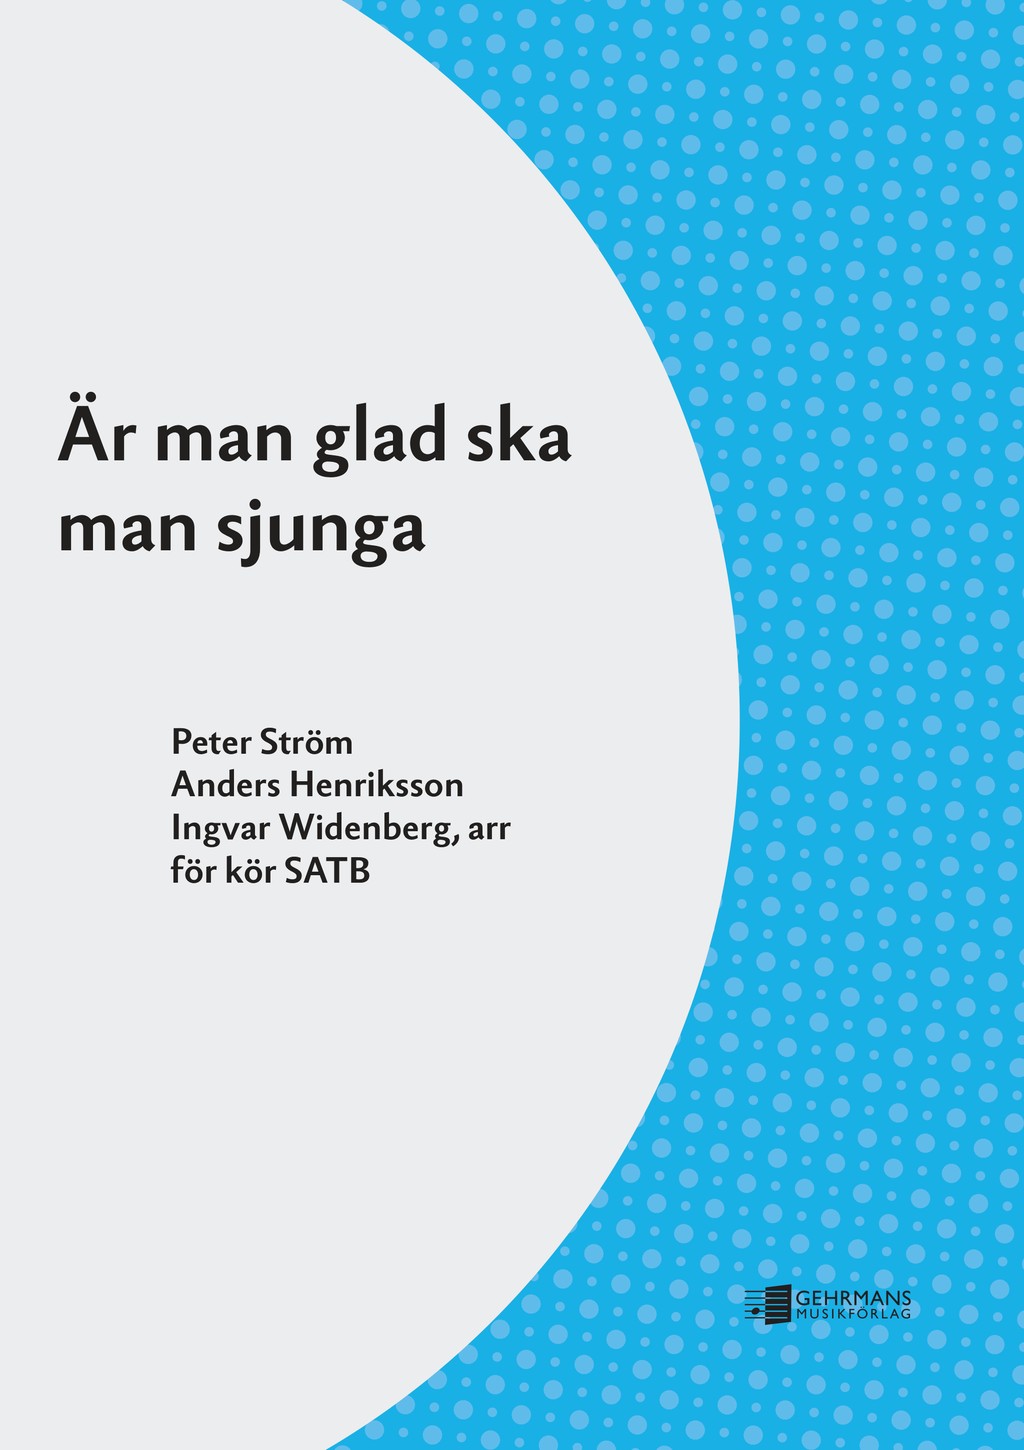 Är man glad ska
man sjunga
Peter Ström
Anders Henriksson
Ingvar Widenberg, arr
för kör SATB
GEHRMANS
MUSIKFÖRLAG